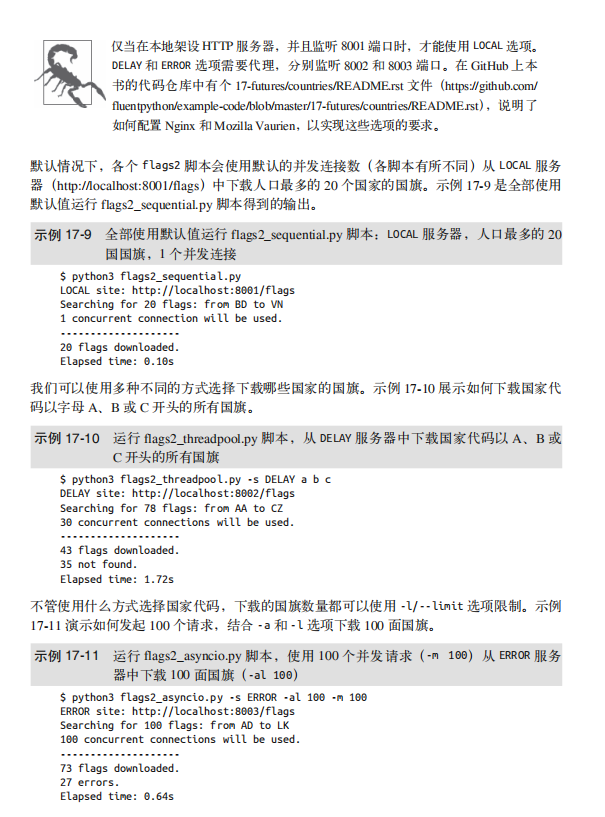 仅当在本地架设 HTTP 服务器，并且监听 8001 端口时，才能使用 LOCAL 选项。
DELAY 和 ERROR 选项需要代理，分别监听 8002 和 8003 端口。在 GitHub 上本
书的代码仓库中有个 17-futures/countries/README.rst 文件（https://github.com/
fluentpython/example-code/blob/master/17-futures/countries/README.rst），说明了
如何配置 Nginx 和 Mozilla Vaurien，以实现这些选项的要求。
默认情况下，各个 flags2 脚本会使用默认的并发连接数（各脚本有所不同）从 LOCAL 服务
器（http://localhost:8001/flags）中下载人口最多的 20 个国家的国旗。示例 17-9 是全部使用
默认值运行 flags2_sequential.py 脚本得到的输出。
示例 17-9 全部使用默认值运行 flags2_sequential.py 脚本：LOCAL 服务器，人口最多的 20
国国旗，1 个并发连接
$ python3 flags2_sequential.py
LOCAL site: http://localhost:8001/flags
Searching for 20 flags: from BD to VN
1 concurrent connection will be used.
--------------------
20 flags downloaded.
Elapsed time: 0.10s
我们可以使用多种不同的方式选择下载哪些国家的国旗。示例 17-10 展示如何下载国家代
码以字母 A、B 或 C 开头的所有国旗。
示例 17-10 运行 flags2_threadpool.py 脚本，从 DELAY 服务器中下载国家代码以 A、B 或
C 开头的所有国旗
$ python3 flags2_threadpool.py -s DELAY a b c
DELAY site: http://localhost:8002/flags
Searching for 78 flags: from AA to CZ
30 concurrent connections will be used.
--------------------
43 flags downloaded.
35 not found.
Elapsed time: 1.72s
不管使用什么方式选择国家代码，下载的国旗数量都可以使用 -l/--limit 选项限制。示例
17-11 演示如何发起 100 个请求，结合 -a 和 -l 选项下载 100 面国旗。
示例 17-11 运行 flags2_asyncio.py 脚本，使用 100 个并发请求（-m 100）从 ERROR 服务
器中下载 100 面国旗（-al 100）
$ python3 flags2_asyncio.py -s ERROR -al 100 -m 100
ERROR site: http://localhost:8003/flags
Searching for 100 flags: from AD to LK
100 concurrent connections will be used.
--------------------
73 flags downloaded.
27 errors.
Elapsed time: 0.64s